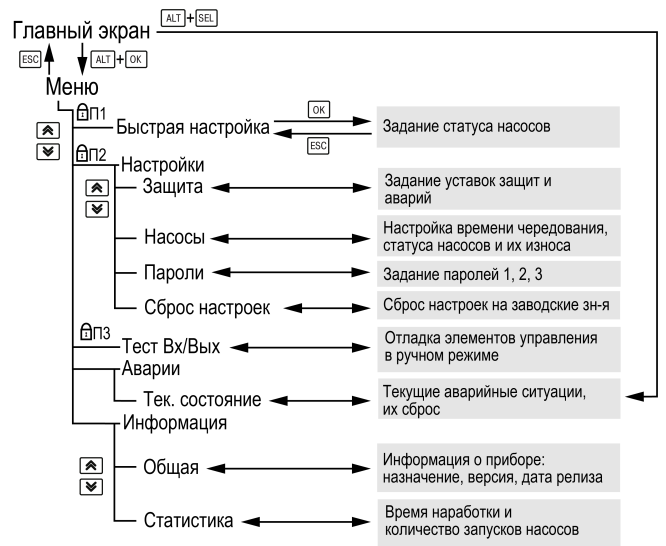 Главный экран
ALT + SEL
ESC
ALT + OK
Меню
П1
Быстрая настройка
OK
ESC
Задание статуса насосов
П2
Настройки
Защита
Задание уставок защит и
аварий
Насосы
Настройка времени чередования,
статуса насосов и их износа
Пароли
Задание паролей 1, 2, 3
Сброс настроек
Сброс настроек на заводские зн-я
П3
Тест Вх/Вых
Отладка элементов управления
в ручном режиме
Аварии
Тек. состояние
Текущие аварийные ситуации,
их сброс
Информация
Общая
Информация о приборе:
назначение, версия, дата релиза
Статистика
Время наработки и
количество запусков насосов